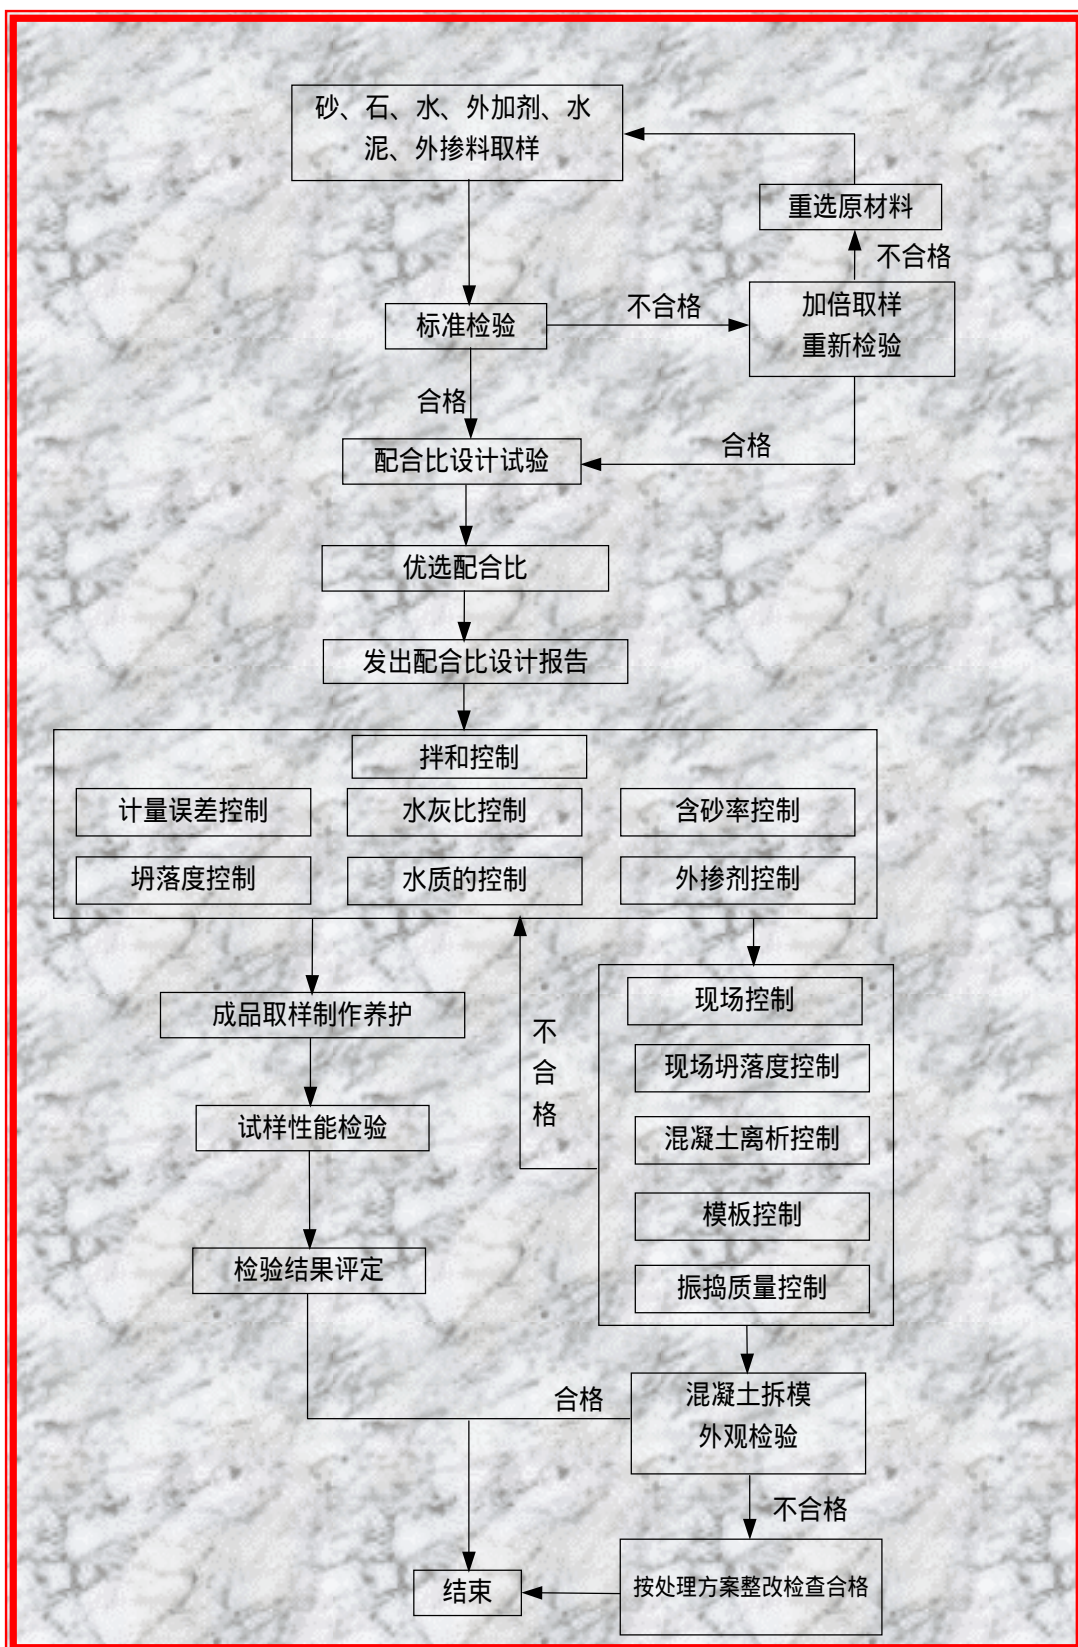 砂、石、水、外加剂、水
泥、外掺料取样
重选原材料
不合格
不合格
加倍取样
重新检验
标准检验
合格
合格
配合比设计试验
优选配合比
发出配合比设计报告
拌和控制
计量误差控制
水灰比控制
含砂率控制
坍落度控制
水质的控制
外掺剂控制
现场控制
成品取样制作养护
不
合
格
现场坍落度控制
试样性能检验
混凝土离析控制
模板控制
检验结果评定
振捣质量控制
合格
混凝土拆模
外观检验
不合格
结束
按处理方案整改检查合格